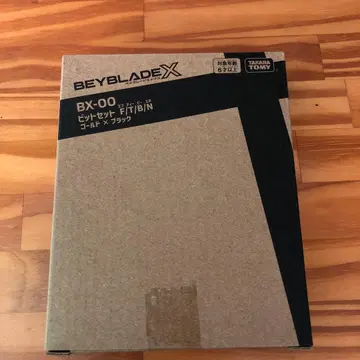 BEYBLADE X
対象年齢
6才以上
TAKARA
TOMY
BX-00
ビットセット F/T/B/N
ゴールド × ブラック